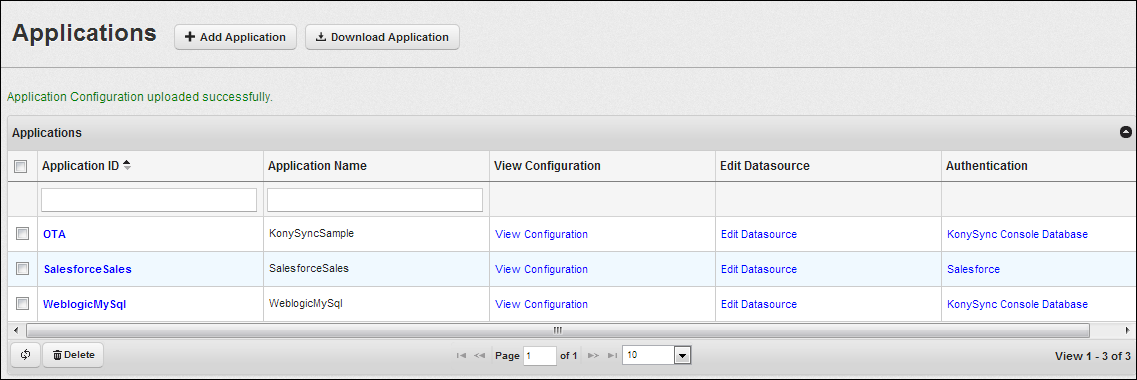 Applications Add Application Download Application
Application Configuration uploaded successfully.
Applications
Application ID Application Name View Configuration Edit Datasource Authentication
OTA KonySyncSample View Configuration Edit Datasource KonySync Console Database
SalesforceSales SalesforceSales View Configuration Edit Datasource Salesforce
WeblogicMySql WeblogicMySql View Configuration Edit Datasource KonySync Console Database
Delete Page 1 of 1 10 View 1 - 3 of 3